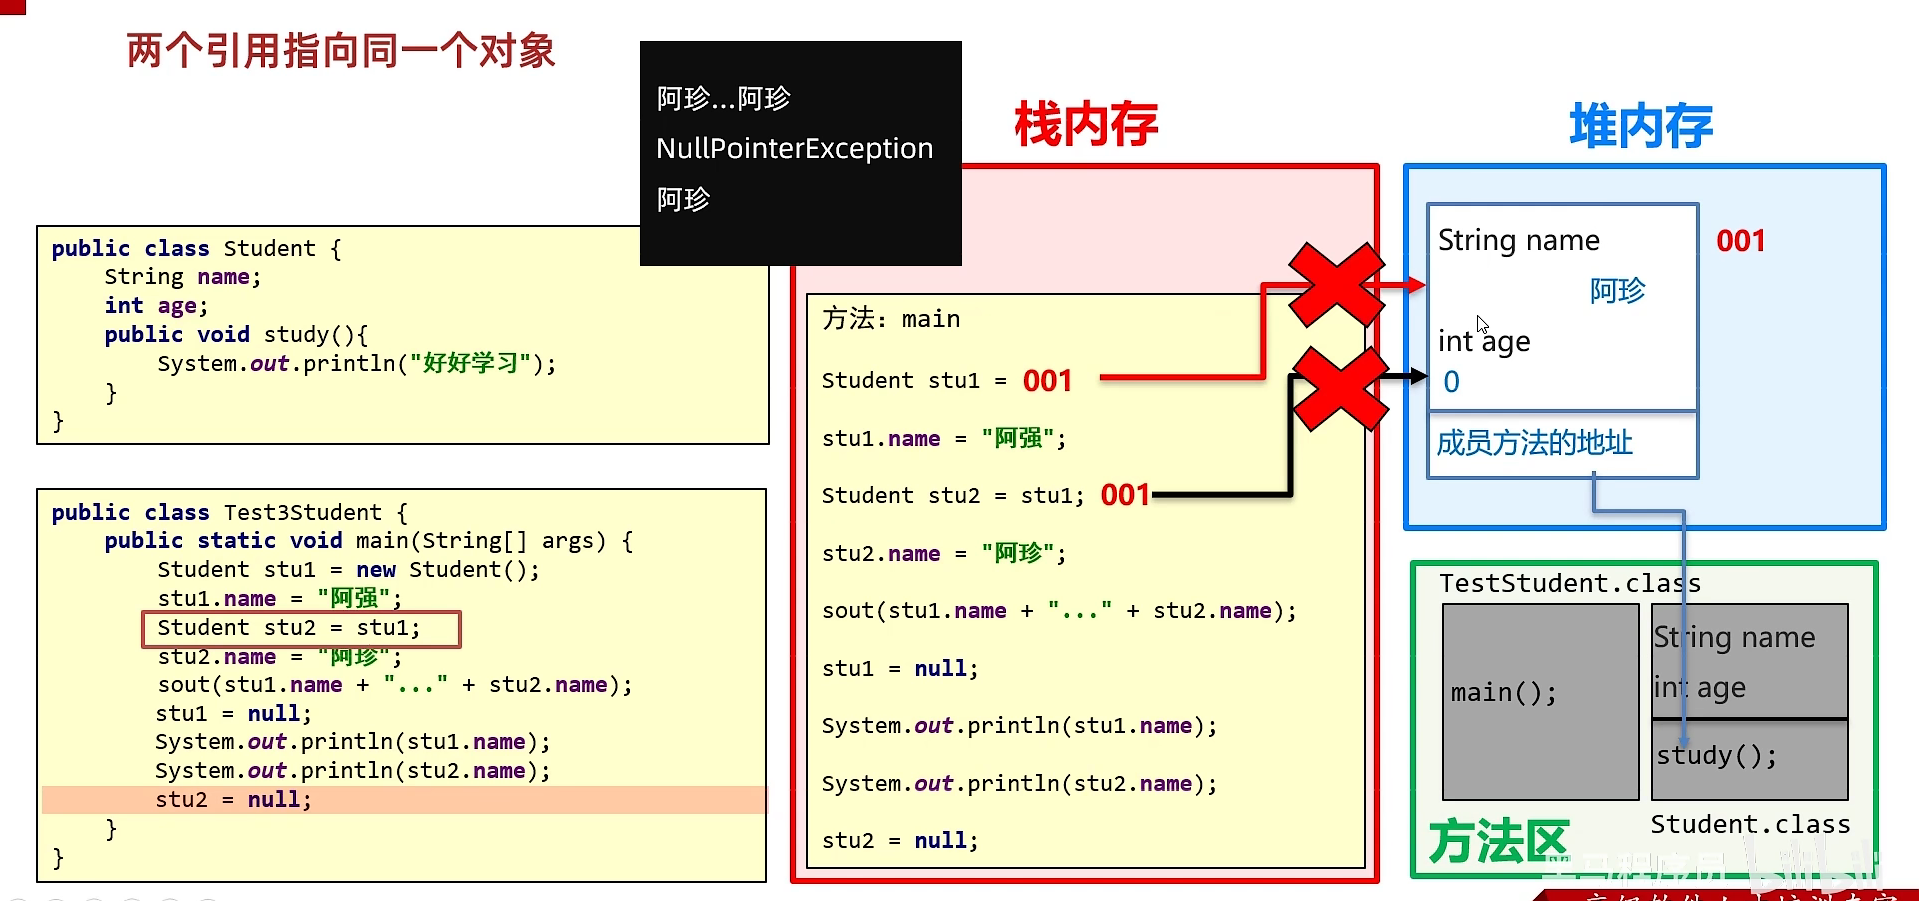 两个引用指向同一个对象
阿珍...阿珍
NullPointerException
阿珍
public class Student {
String name;
int age;
public void study(){
System.out.println("好好学习");
}
}
public class Test3Student {
public static void main(String[] args) {
Student stu1 = new Student();
stu1.name = "阿强";
Student stu2 = stu1;
stu2.name = "阿珍";
sout(stu1.name + "..." + stu2.name);
stu1 = null;
System.out.println(stu1.name);
System.out.println(stu2.name);
stu2 = null;
}
}
栈内存
方法: main
Student stu1 = 001
stu1.name = "阿强";
Student stu2 = stu1; 001
stu2.name = "阿珍";
sout(stu1.name + "..." + stu2.name);
stu1 = null;
System.out.println(stu1.name);
System.out.println(stu2.name);
stu2 = null;
堆内存
String name
001
阿珍
int age
0
成员方法的地址
TestStudent.class
main();
String name
int age
study();
Student.class
方法区
黑马程序员
bilibili